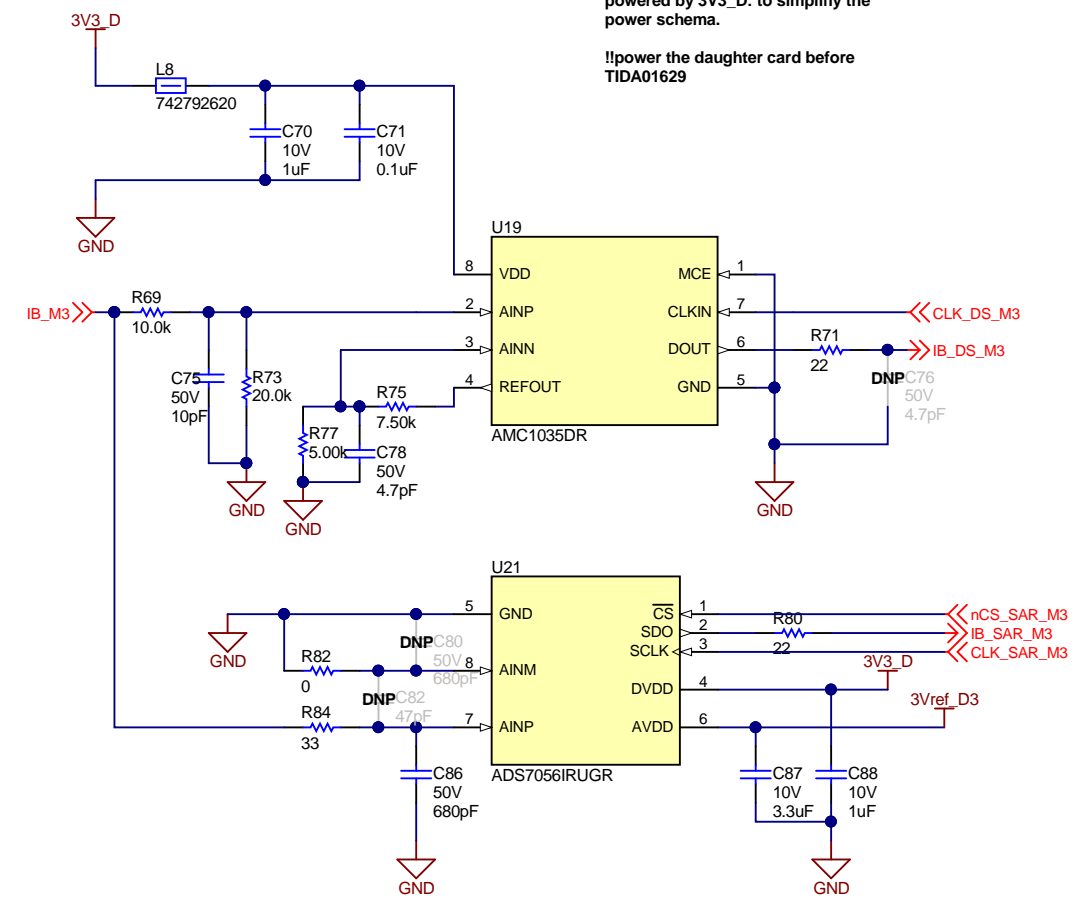 powered by 3V3_D. to simplify the
power schema.
!!power the daughter card before
TIDA01629
3V3_D
L8
742792620
C70
10V
1uF
C71
10V
0.1uF
GND
U19
8 VDD
2 AINP
3 AINN
4 REFOUT
MCE 1
CLKIN 7
DOUT 6
GND 5
AMC1035DR
IB_M3
R69
10.0k
C75
50V
10pF
R73
20.0k
GND
R75
7.50k
R77
5.00k
C78
50V
4.7pF
GND
CLK_DS_M3
R71
22
IB_DS_M3
DNP C76
50V
4.7pF
GND
U21
5 GND
8 AINM
7 AINP
CS 1
SDO 2
SCLK 3
DVDD 4
AVDD 6
ADS7056IRUGR
GND
DNP C80
50V
680pF
R82
0
DNP C82
47pF
R84
33
C86
50V
680pF
GND
nCS_SAR_M3
R80
22
IB_SAR_M3
CLK_SAR_M3
3V3_D
3Vref_D3
C87
10V
3.3uF
C88
10V
1uF
GND